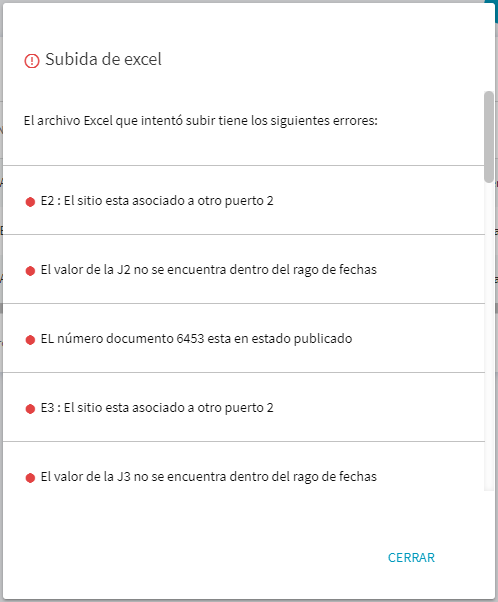 Subida de excel
El archivo Excel que intentó subir tiene los siguientes errores:
E2 : El sitio esta asociado a otro puerto 2
El valor de la J2 no se encuentra dentro del rago de fechas
EL número documento 6453 esta en estado publicado
E3 : El sitio esta asociado a otro puerto 2
El valor de la J3 no se encuentra dentro del rago de fechas
CERRAR